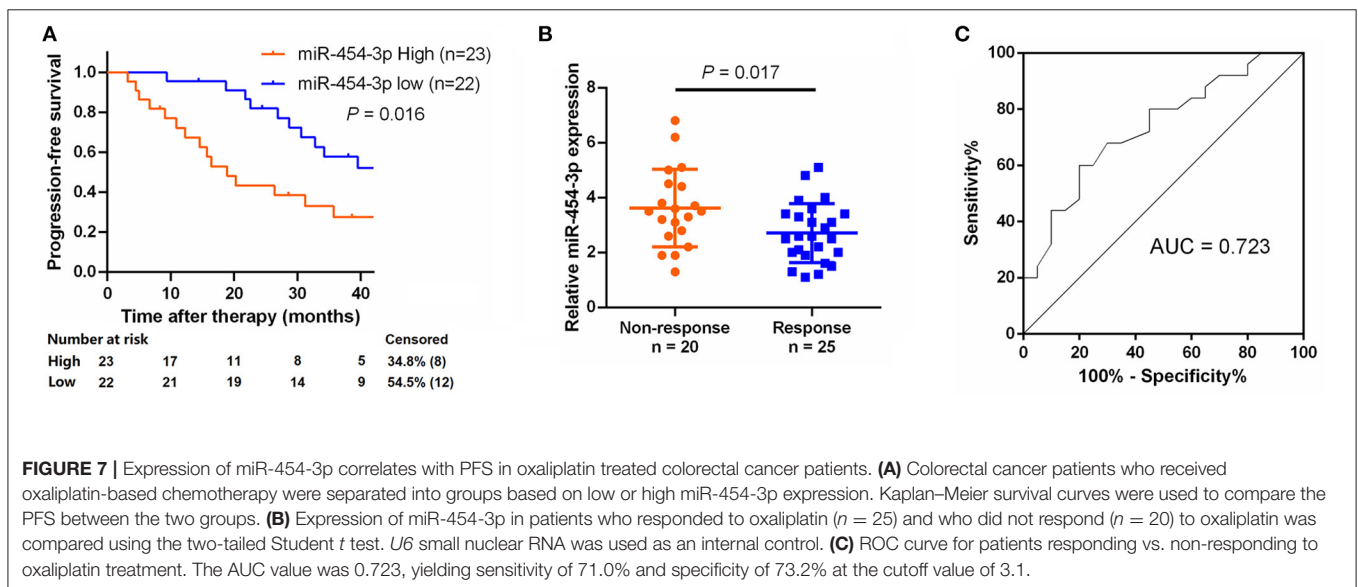 A
miR-454-3p High (n=23)
miR-454-3p low (n=22)
P = 0.016
Progression-free survival
1.0
0.8
0.6
0.4
0.2
0.0
0 10 20 30 40
Time after therapy (months)
Number at risk Censored
High 23 17 11 8 5 34.8% (8)
Low 22 21 19 14 9 54.5% (12)
B
P = 0.017
Relative miR-454-3p expression
8
6
4
2
0
Non-response Response
n = 20 n = 25
C
Sensitivity%
100
80
60
40
20
0
AUC = 0.723
0 20 40 60 80 100
100% - Specificity%
FIGURE 7 | Expression of miR-454-3p correlates with PFS in oxaliplatin treated colorectal cancer patients. (A) Colorectal cancer patients who received
oxaliplatin-based chemotherapy were separated into groups based on low or high miR-454-3p expression. Kaplan–Meier survival curves were used to compare the
PFS between the two groups. (B) Expression of miR-454-3p in patients who responded to oxaliplatin (n = 25) and who did not respond (n = 20) to oxaliplatin was
compared using the two-tailed Student t test. U6 small nuclear RNA was used as an internal control. (C) ROC curve for patients responding vs. non-responding to
oxaliplatin treatment. The AUC value was 0.723, yielding sensitivity of 71.0% and specificity of 73.2% at the cutoff value of 3.1.